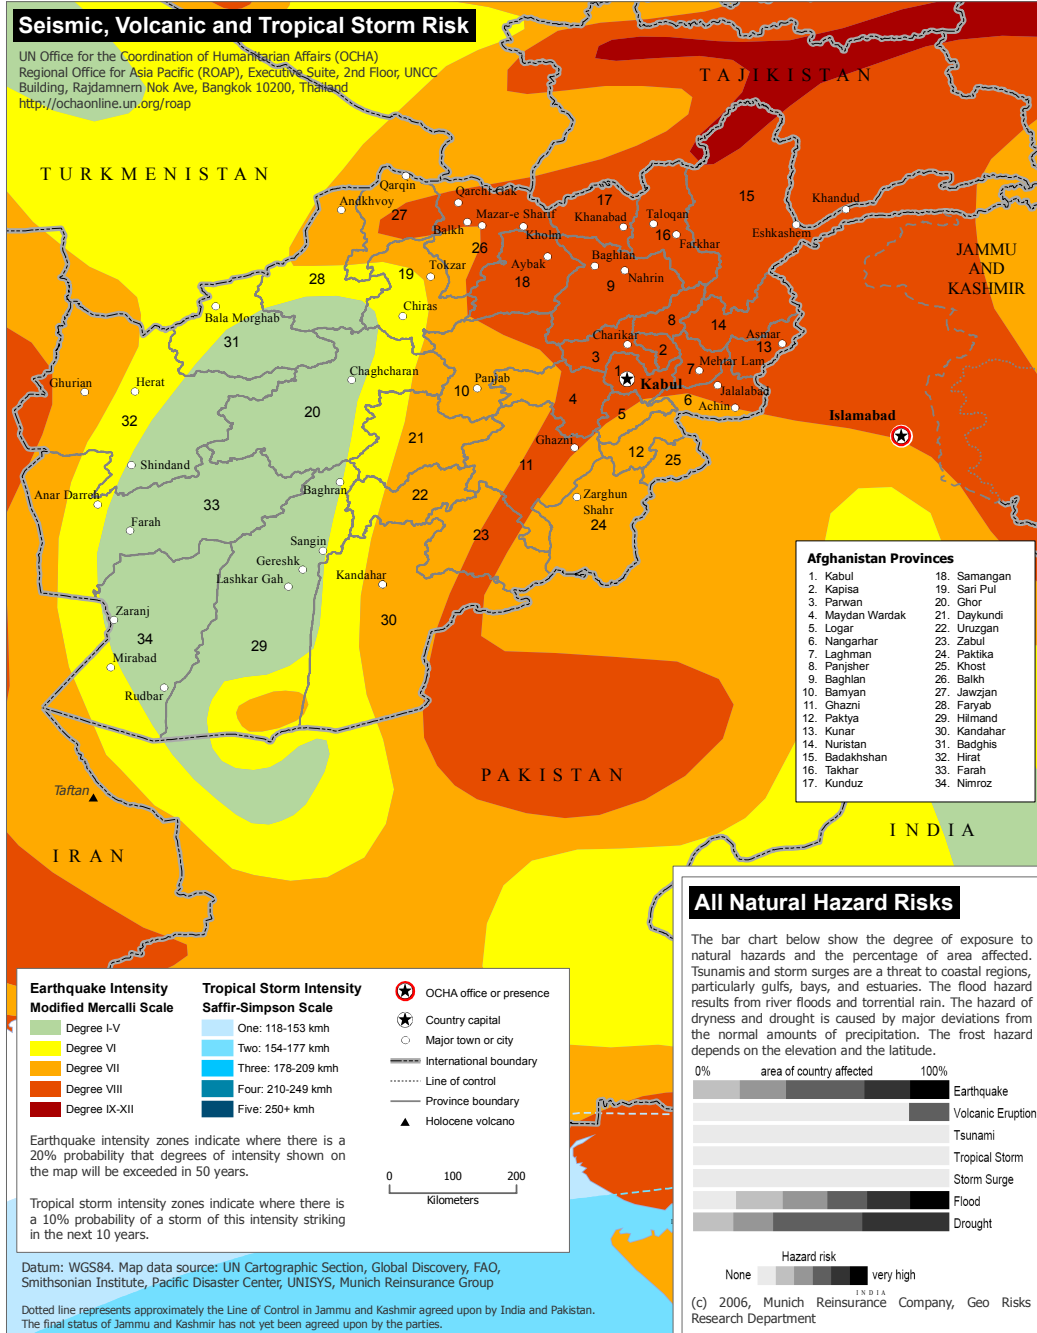 Seismic, Volcanic and Tropical Storm Risk
UN Office for the Coordination of Humanitarian Affairs (OCHA)
Regional Office for Asia Pacific (ROAP), Executive Suite, 2nd Floor, UNCC
Building, Rajdamnern Nok Ave, Bangkok 10200, Thailand
http://ochaonline.un.org/roap
TAJIKISTAN
TURKMENISTAN
Qarqin
Andkhvoy
Qarchi Gak
27
Balkh
Mazar-e Sharif
26
Kholm
17
Khanabad
Taloqan
16
Farkhar
15
Khandud
Eshkashem
JAMMU
AND
KASHMIR
28
19
Tokzar
Aybak
18
Baghlan
9
Nahrin
Bala Morghab
Chiras
31
8
14
Asmar
13
Charikar
3
2
7
Mehtar Lam
1
Kabul
Jalalabad
6
Achin
Ghurian
Herat
Chaghcharan
10
Panjab
4
5
Islamabad
32
20
21
Ghazni
11
12
25
Shindand
Anar Darreh
33
Baghran
22
Zarghun
Shahr
24
Farah
Sangin
Gereshk
Lashkar Gah
Kandahar
23
30
Zaranj
34
29
Mirabad
Rudbar
PAKISTAN
Taftan
IRAN
INDIA
Afghanistan Provinces
1. Kabul
2. Kapisa
3. Parwan
4. Maydan Wardak
5. Logar
6. Nangarhar
7. Laghman
8. Panjsher
9. Baghlan
10. Bamyan
11. Ghazni
12. Paktya
13. Kunar
14. Nuristan
15. Badakhshan
16. Takhar
17. Kunduz
18. Samangan
19. Sari Pul
20. Ghor
21. Daykundi
22. Uruzgan
23. Zabul
24. Paktika
25. Khost
26. Balkh
27. Jawzjan
28. Faryab
29. Hilmand
30. Kandahar
31. Badghis
32. Hirat
33. Farah
34. Nimroz
Earthquake Intensity
Modified Mercalli Scale
Degree I-V
Degree VI
Degree VII
Degree VIII
Degree IX-XII
Tropical Storm Intensity
Saffir-Simpson Scale
One: 118-153 kmh
Two: 154-177 kmh
Three: 178-209 kmh
Four: 210-249 kmh
Five: 250+ kmh
OCHA office or presence
Country capital
Major town or city
International boundary
Line of control
Province boundary
Holocene volcano
Earthquake intensity zones indicate where there is a
20% probability that degrees of intensity shown on
the map will be exceeded in 50 years.
Tropical storm intensity zones indicate where there is
a 10% probability of a storm of this intensity striking
in the next 10 years.
0 100 200
Kilometers
Datum: WGS84. Map data source: UN Cartographic Section, Global Discovery, FAO,
Smithsonian Institute, Pacific Disaster Center, UNISYS, Munich Reinsurance Group
Dotted line represents approximately the Line of Control in Jammu and Kashmir agreed upon by India and Pakistan.
The final status of Jammu and Kashmir has not yet been agreed upon by the parties.
All Natural Hazard Risks
The bar chart below show the degree of exposure to
natural hazards and the percentage of area affected.
Tsunamis and storm surges are a threat to coastal regions,
particularly gulfs, bays, and estuaries. The flood hazard
results from river floods and torrential rain. The hazard of
dryness and drought is caused by major deviations from
the normal amounts of precipitation. The frost hazard
depends on the elevation and the latitude.
0% area of country affected 100%
Earthquake
Volcanic Eruption
Tsunami
Tropical Storm
Storm Surge
Flood
Drought
Hazard risk
None very high
INDIA
(c) 2006, Munich Reinsurance Company, Geo Risks
Research Department